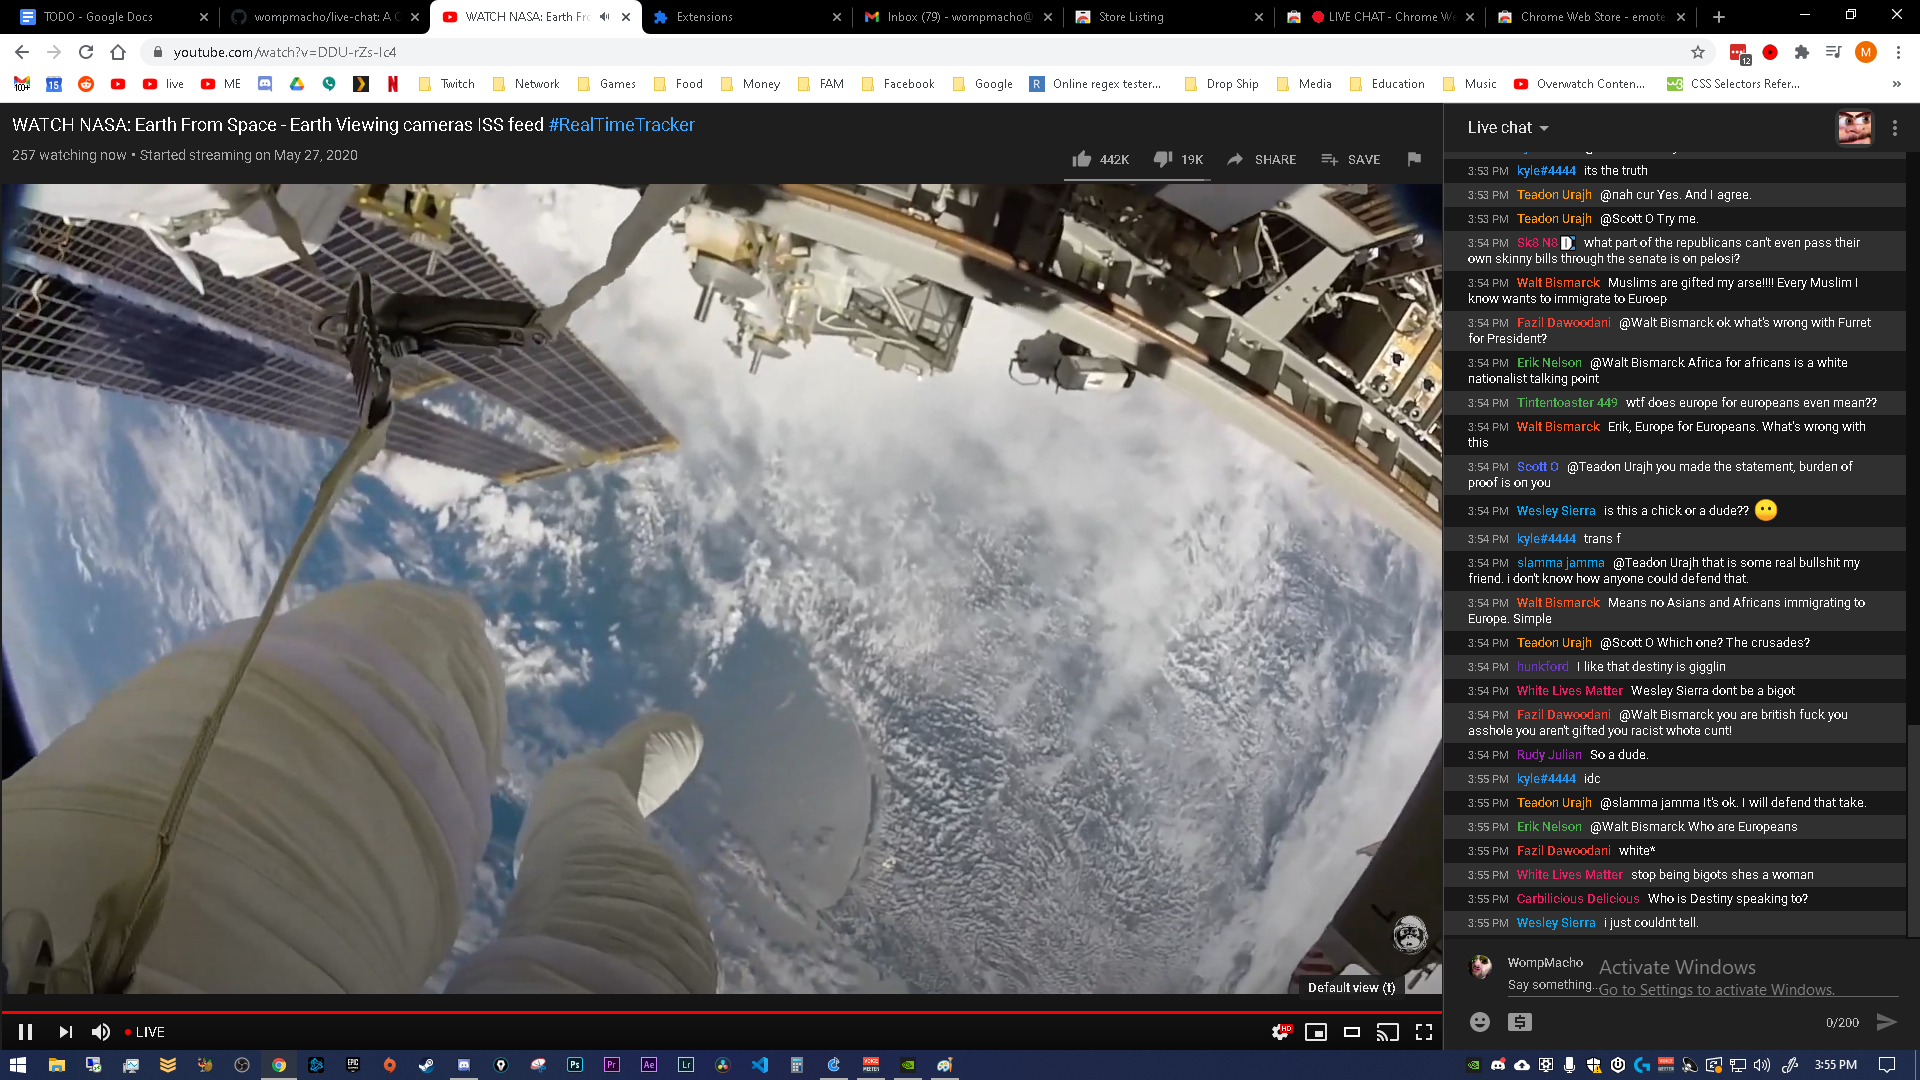 TODO - Google Docs
wompmacho/live-chat: A C
WATCH NASA: Earth Fr
Extensions
Inbox (79) - wompmacho@
Store Listing
LIVE CHAT - Chrome We
Chrome Web Store - emote
youtube.com/watch?v=DDU-rZs-Ic4
12
M
100+
15
live
ME
N
Twitch
Network
Games
Food
Money
FAM
Facebook
Google
R
Online regex tester...
Drop Ship
Media
Education
Music
Overwatch Conten...
CSS Selectors Refer...
WATCH NASA: Earth From Space - Earth Viewing cameras ISS feed #RealTimeTracker
257 watching now • Started streaming on May 27, 2020
442K
19K
SHARE
SAVE
Live chat
3:53 PM kyle#4444 its the truth
3:53 PM Teadon Urajh @nah cur Yes. And I agree.
3:53 PM Teadon Urajh @Scott O Try me.
3:54 PM Sk8 N8 what part of the republicans can't even pass their
own skinny bills through the senate is on pelosi?
3:54 PM Walt Bismarck Muslims are gifted my arse!!!! Every Muslim I
know wants to immigrate to Euroep
3:54 PM Fazil Dawoodani @Walt Bismarck ok what's wrong with Furret
for President?
3:54 PM Erik Nelson @Walt Bismarck Africa for africans is a white
nationalist talking point
3:54 PM Tintentoaster 449 wtf does europe for europeans even mean??
3:54 PM Walt Bismarck Erik, Europe for Europeans. What's wrong with
this
3:54 PM Scott O @Teadon Urajh you made the statement, burden of
proof is on you
3:54 PM Wesley Sierra is this a chick or a dude??
3:54 PM kyle#4444 trans f
3:54 PM slamma jamma @Teadon Urajh that is some real bullshit my
friend. i don't know how anyone could defend that.
3:54 PM Walt Bismarck Means no Asians and Africans immigrating to
Europe. Simple
3:54 PM Teadon Urajh @Scott O Which one? The crusades?
3:54 PM hunkford I like that destiny is gigglin
3:54 PM White Lives Matter Wesley Sierra dont be a bigot
3:54 PM Fazil Dawoodani @Walt Bismarck you are british fuck you
asshole you aren't gifted you racist whote cunt!
3:54 PM Rudy Julian So a dude.
3:55 PM kyle#4444 idc
3:55 PM Teadon Urajh @slamma jamma It's ok. I will defend that take.
3:55 PM Erik Nelson @Walt Bismarck Who are Europeans
3:55 PM Fazil Dawoodani white*
3:55 PM White Lives Matter stop being bigots shes a woman
3:55 PM Carbilicious Delicious Who is Destiny speaking to?
3:55 PM Wesley Sierra i just couldnt tell.
WompMacho
Say something...
Activate Windows
Go to Settings to activate Windows.
0/200
Default view (t)
LIVE
HD
Ps
Pr
Ae
Lr
3:55 PM